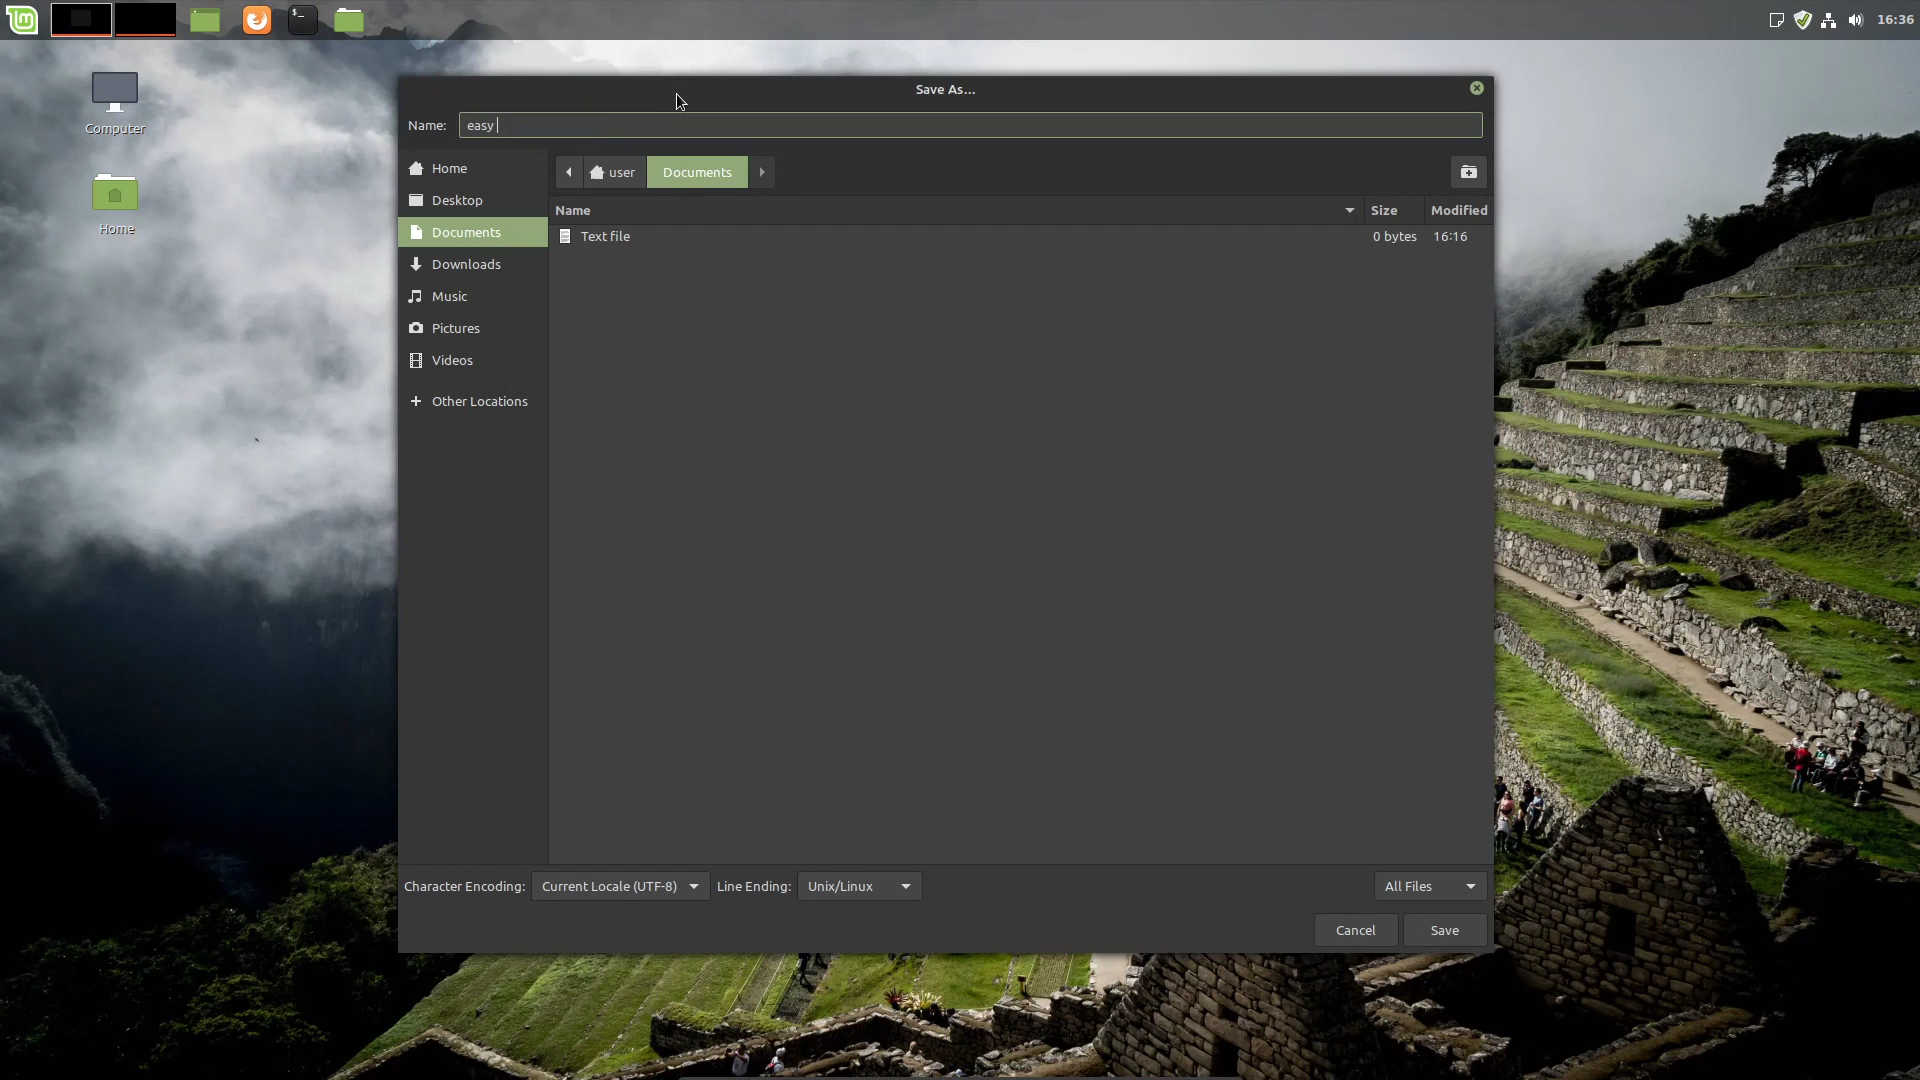 16:36
Computer
Home
Save As...
Name: easy
Home
Desktop
Documents
Downloads
Music
Pictures
Videos
Other Locations
user Documents
Name Size Modified
Text file 0 bytes 16:16
Character Encoding: Current Locale (UTF-8) Line Ending: Unix/Linux All Files
Cancel Save